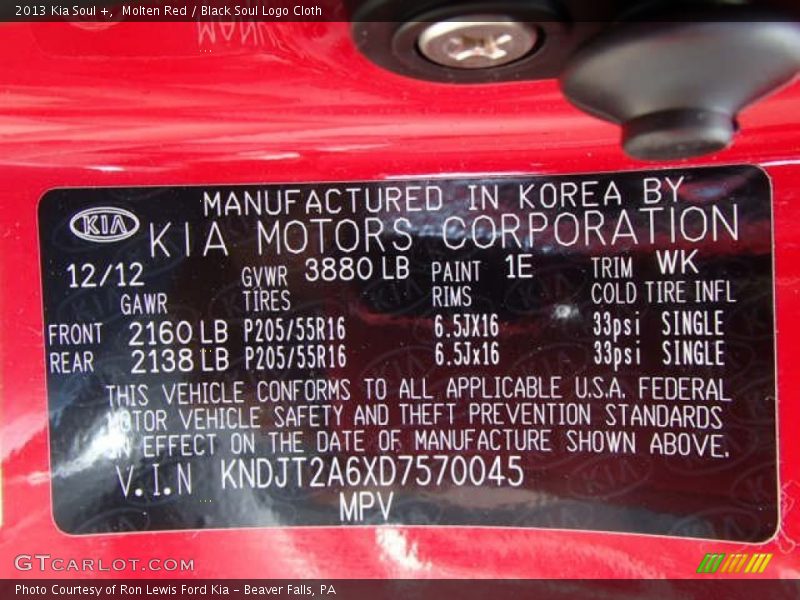 2013 Kia Soul +, Molten Red / Black Soul Logo Cloth
MANUFACTURED IN KOREA BY
KIA KIA MOTORS CORPORATION
12/12 GVWR 3880 LB PAINT 1E TRIM WK
GAWR TIRES RIMS COLD TIRE INFL
FRONT 2160 LB P205/55R16 6.5JX16 33psi SINGLE
REAR 2138 LB P205/55R16 6.5Jx16 33psi SINGLE
THIS VEHICLE CONFORMS TO ALL APPLICABLE U.S.A. FEDERAL
MOTOR VEHICLE SAFETY AND THEFT PREVENTION STANDARDS
IN EFFECT ON THE DATE OF MANUFACTURE SHOWN ABOVE.
V.I.N KNDJT2A6XD7570045
MPV
GTCARLOT.COM
Photo Courtesy of Ron Lewis Ford Kia - Beaver Falls, PA